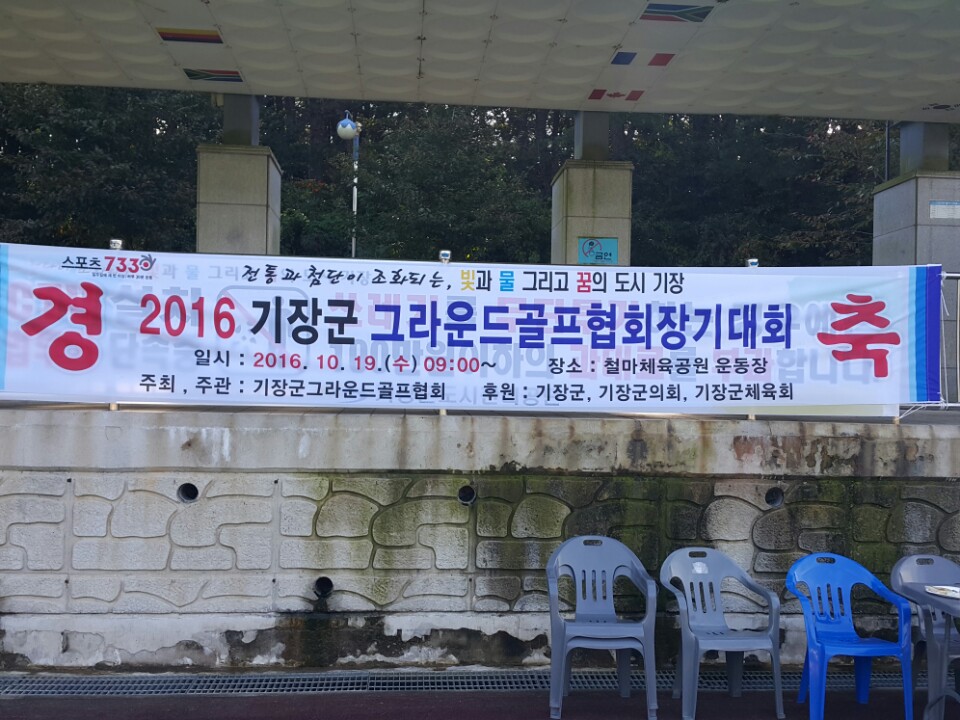 스포츠 7330
전통과 첨단이 조화되는, 빛과 물 그리고 꿈의 도시 기장
경 축
2016 기장군 그라운드골프협회장기대회
일시 : 2016. 10. 19.(수) 09:00~ 장소 : 철마체육공원 운동장
주최, 주관 : 기장군그라운드골프협회 후원 : 기장군, 기장군의회, 기장군체육회
금연